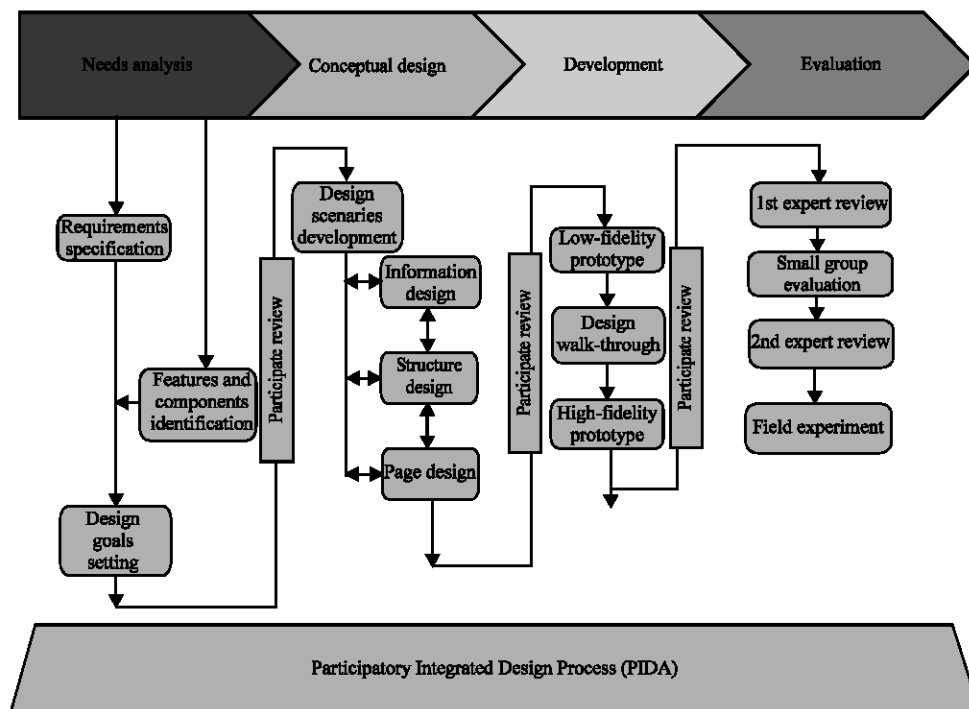 Needs analysis
Conceptual design
Development
Evaluation
Requirements
specification
Features and
components
identification
Design
goals
setting
Participate review
Design
scenaries
development
Information
design
Structure
design
Page design
Participate review
Low-fidelity
prototype
Design
walk-through
High-fidelity
prototype
Participate review
1st expert review
Small group
evaluation
2nd expert review
Field experiment
Participatory Integrated Design Process (PIDA)